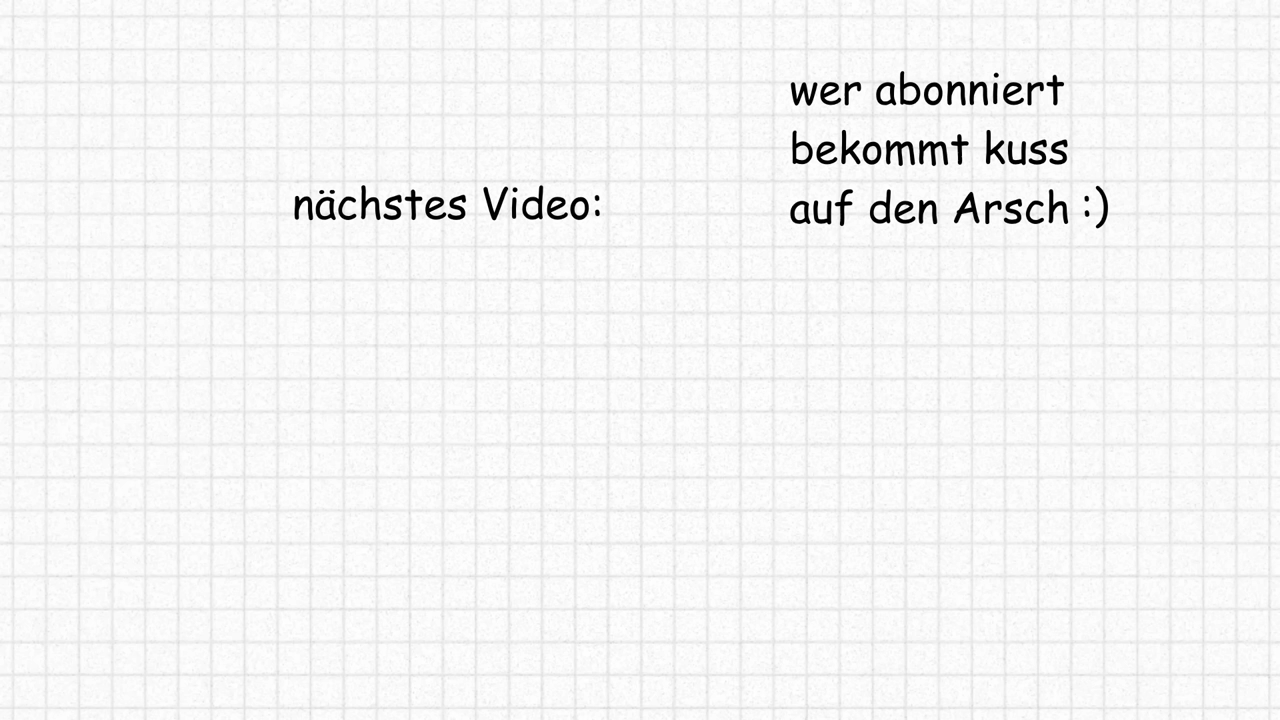 nächstes Video:
wer abonniert
bekommt kuss
auf den Arsch :)